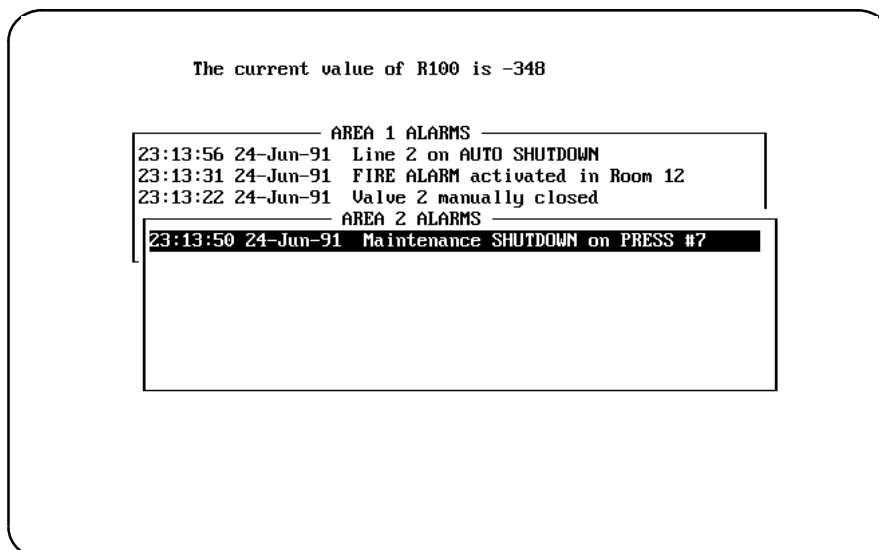 The current value of R100 is -348
AREA 1 ALARMS
23:13:56 24-Jun-91 Line 2 on AUTO SHUTDOWN
23:13:31 24-Jun-91 FIRE ALARM activated in Room 12
23:13:22 24-Jun-91 Valve 2 manually closed
AREA 2 ALARMS
23:13:50 24-Jun-91 Maintenance SHUTDOWN on PRESS #7